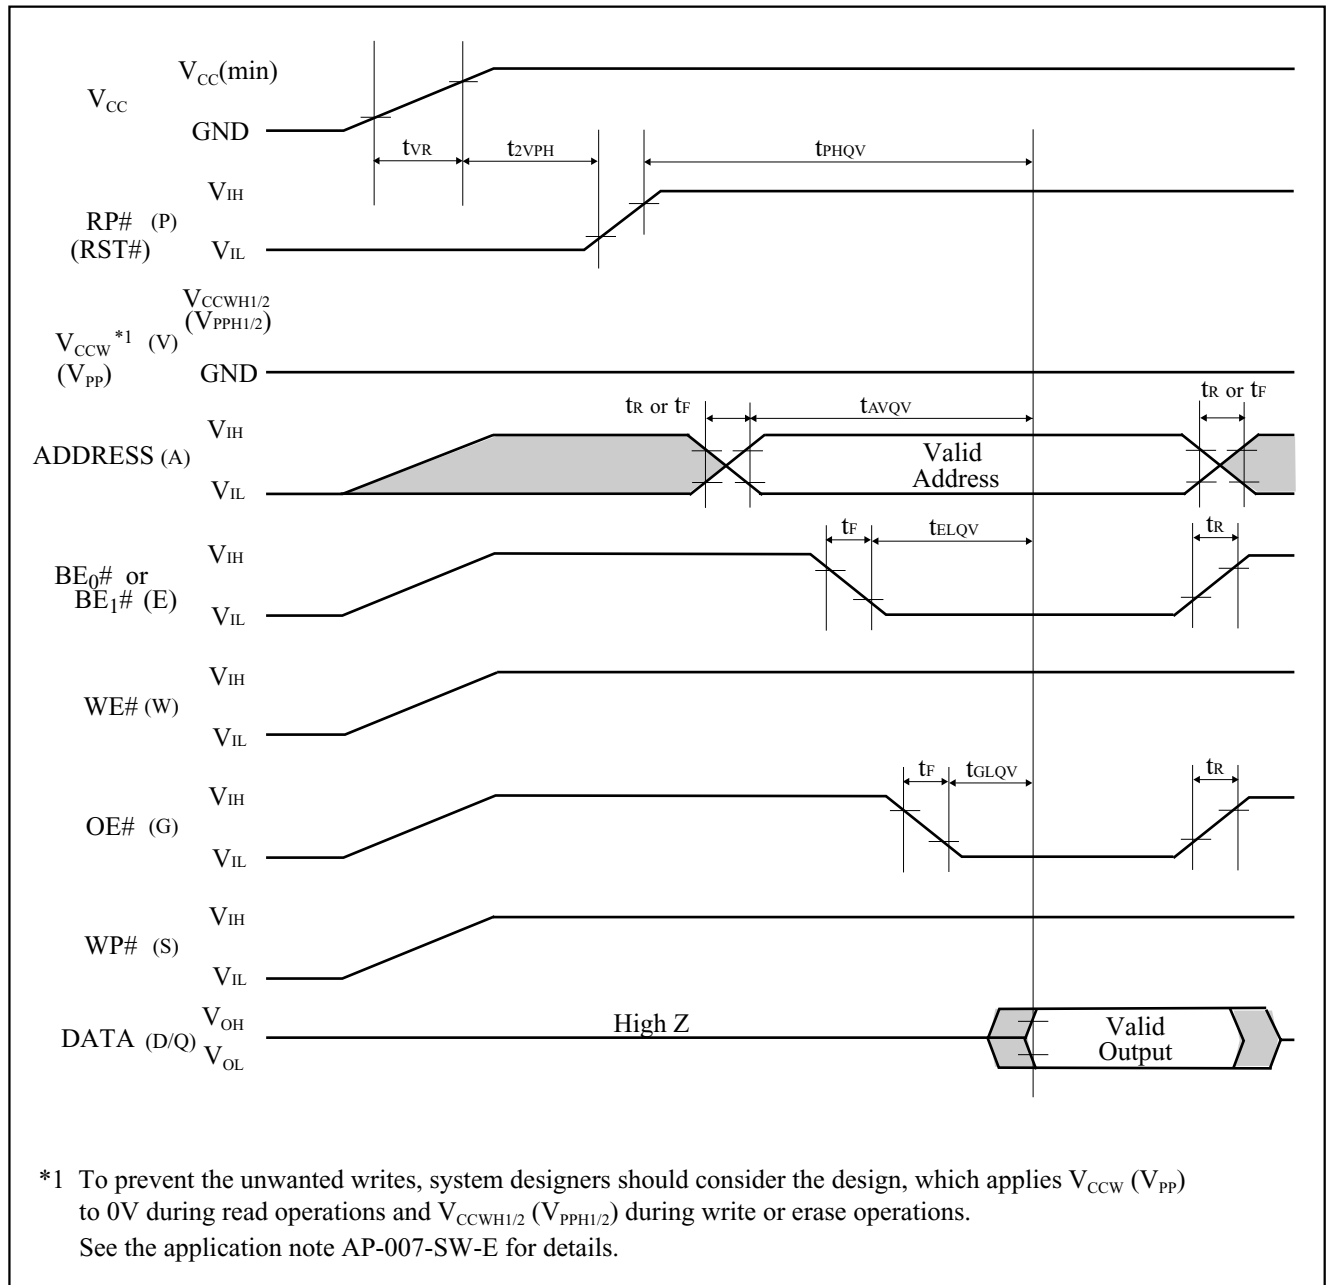 VCC(min)
VCC
GND
tVR
t2VPH
tPHQV
VIH
RP# (P)
(RST#)
VIL
VCCWH1/2
(VPPH1/2)
VCCW *1 (V)
(VPP)
GND
tR or tF
tAVQV
tR or tF
VIH
ADDRESS (A)
Valid
Address
VIL
tF
tELQV
tR
VIH
BE0# or
BE1# (E)
VIL
VIH
WE# (W)
VIL
tF
tGLQV
tR
VIH
OE# (G)
VIL
VIH
WP# (S)
VIL
VOH
High Z
Valid
Output
DATA (D/Q)
VOL
*1 To prevent the unwanted writes, system designers should consider the design, which applies VCCW (VPP)
to 0V during read operations and VCCWH1/2 (VPPH1/2) during write or erase operations.
See the application note AP-007-SW-E for details.